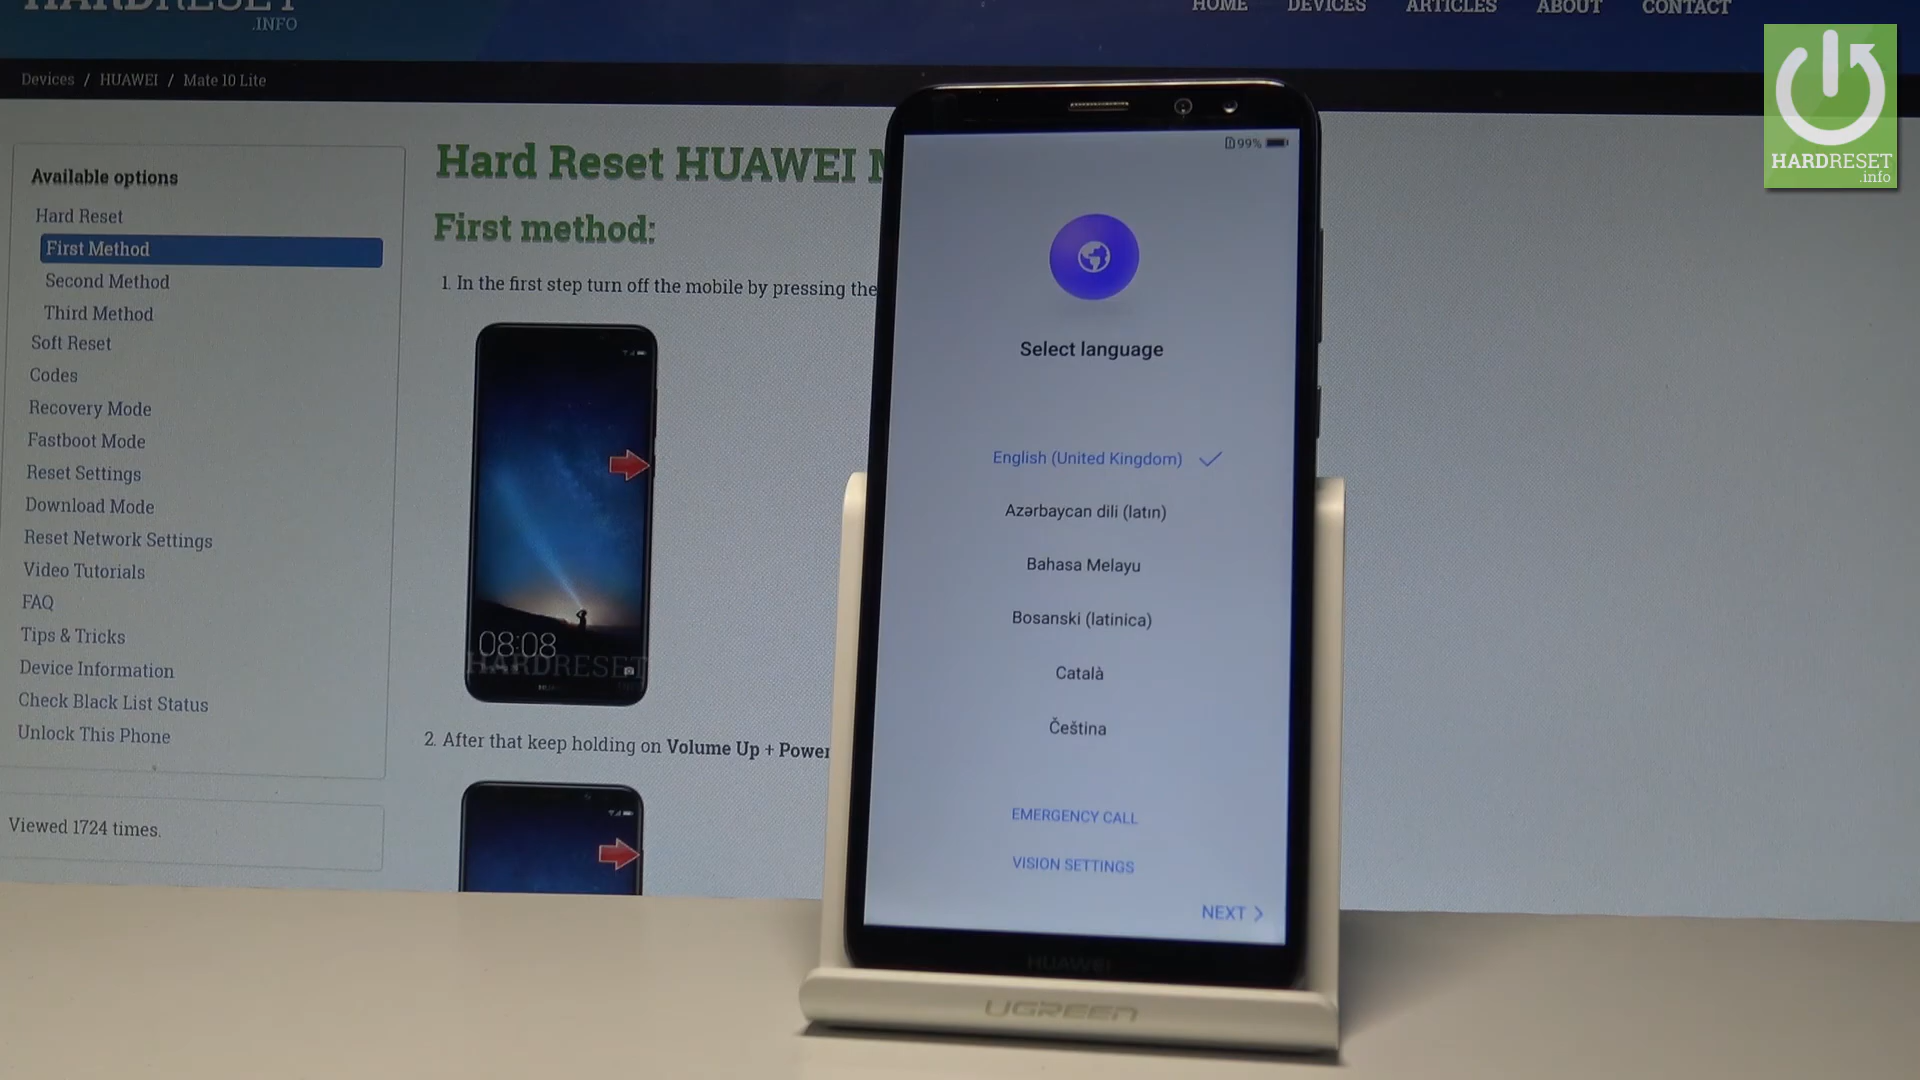 HARDRESET
.INFO
HOME DEVICES ARTICLES ABOUT CONTACT
Devices / HUAWEI / Mate 10 Lite
HARDRESET
.info
Available options
Hard Reset
First Method
Second Method
Third Method
Soft Reset
Codes
Recovery Mode
Fastboot Mode
Reset Settings
Download Mode
Reset Network Settings
Video Tutorials
FAQ
Tips & Tricks
Device Information
Check Black List Status
Unlock This Phone
Viewed 1724 times.
Hard Reset HUAWEI M
First method:
1. In the first step turn off the mobile by pressing the
08:08
HARDRESET
2. After that keep holding on Volume Up + Power
99%
Select language
English (United Kingdom)
Azərbaycan dili (latın)
Bahasa Melayu
Bosanski (latinica)
Català
Čeština
EMERGENCY CALL
VISION SETTINGS
NEXT
HUAWEI
UGREEN